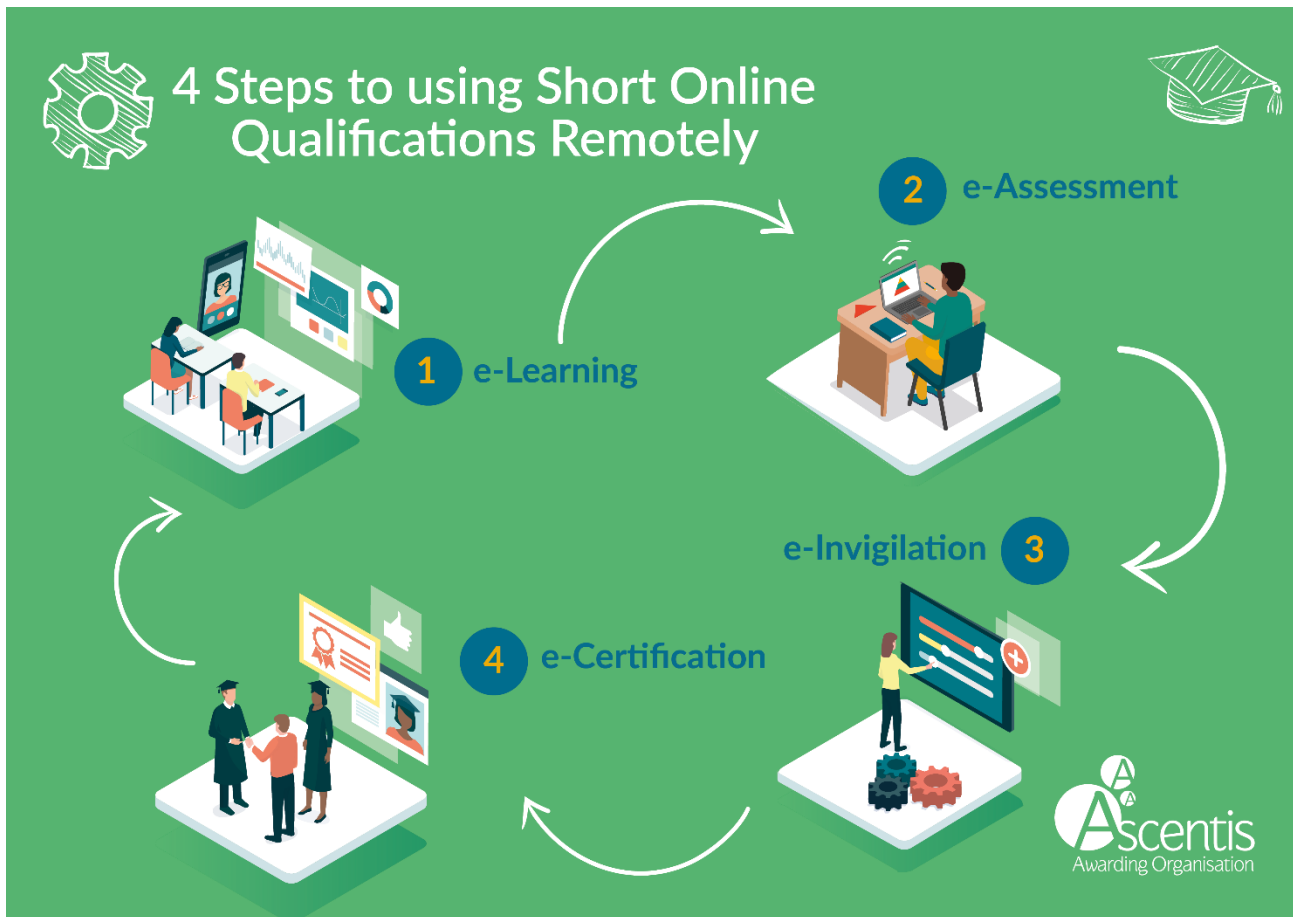 4 Steps to using Short Online
Qualifications Remotely
1 e-Learning
2 e-Assessment
e-Invigilation 3
4 e-Certification
A
A
Ascentis
Awarding Organisation